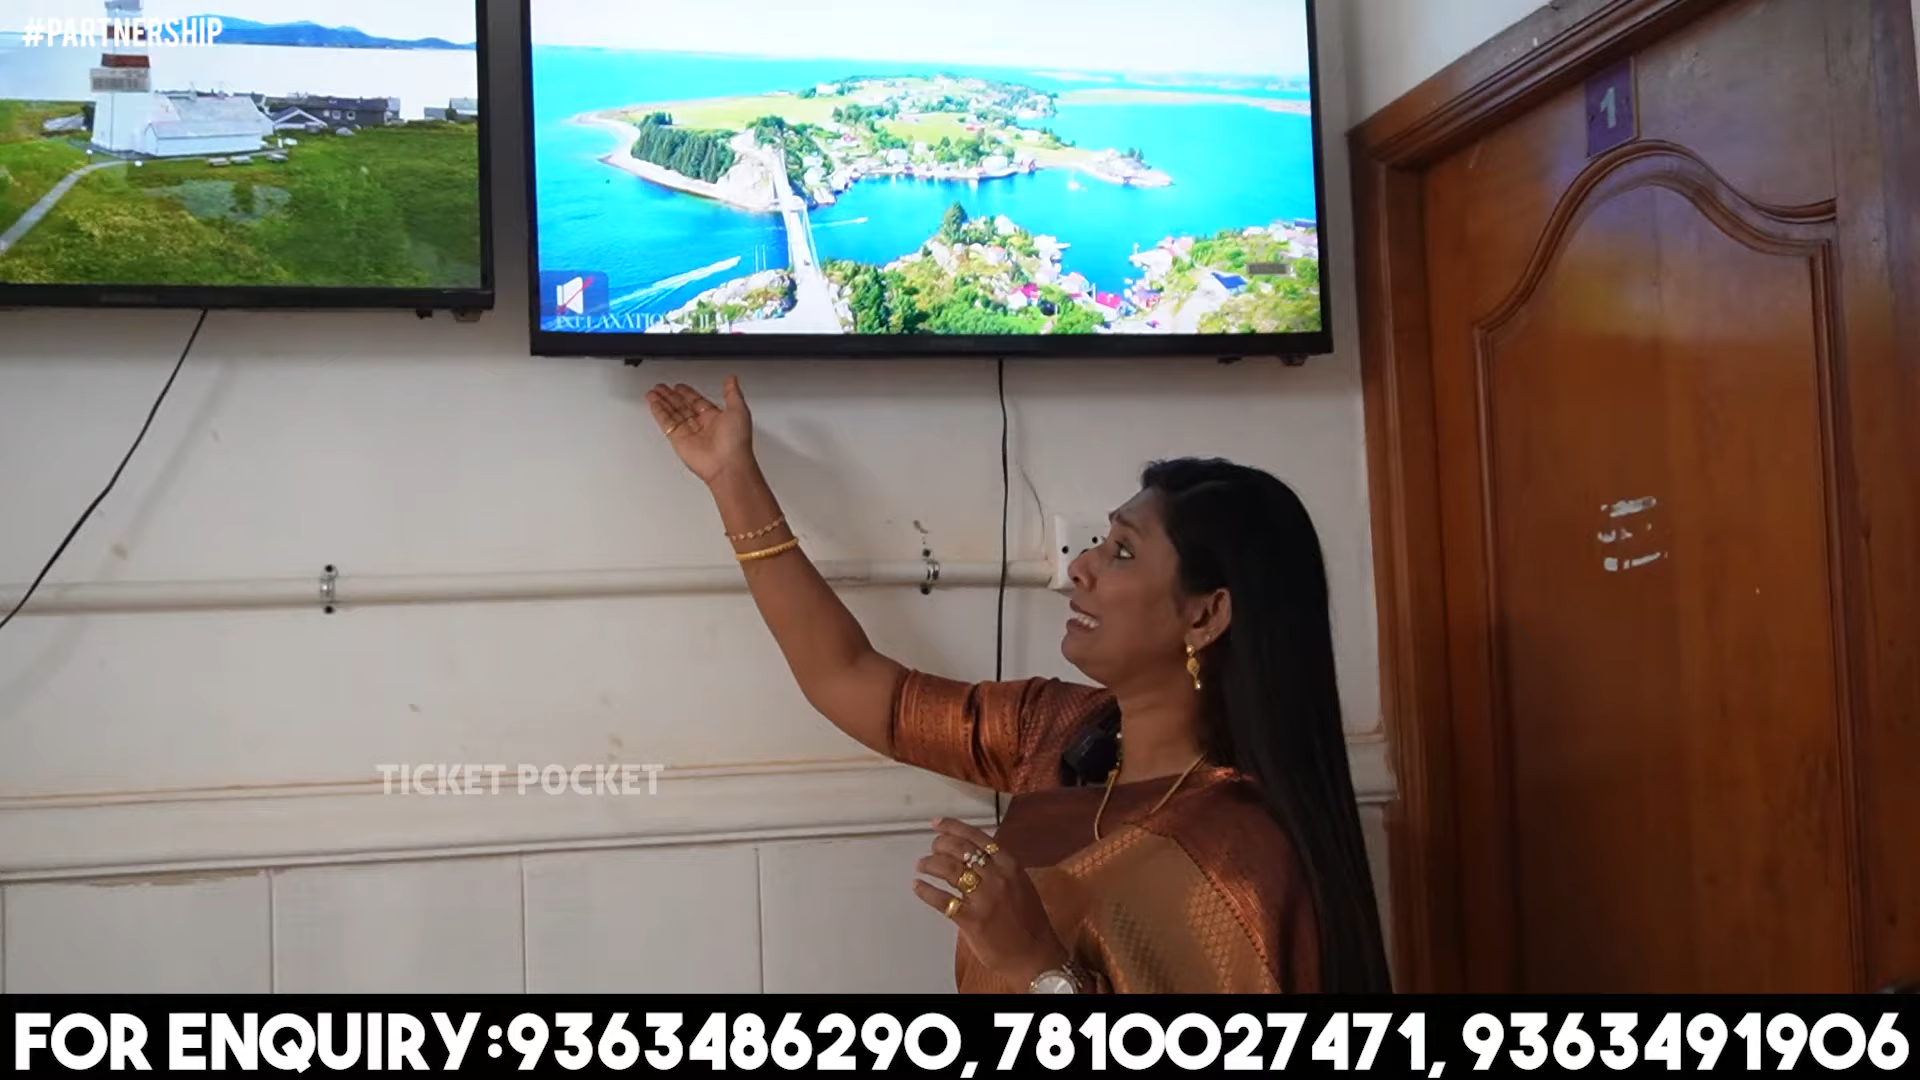 #PARTNERSHIP
1
TICKET POCKET
FOR ENQUIRY:9363486290, 7810027471, 9363491906